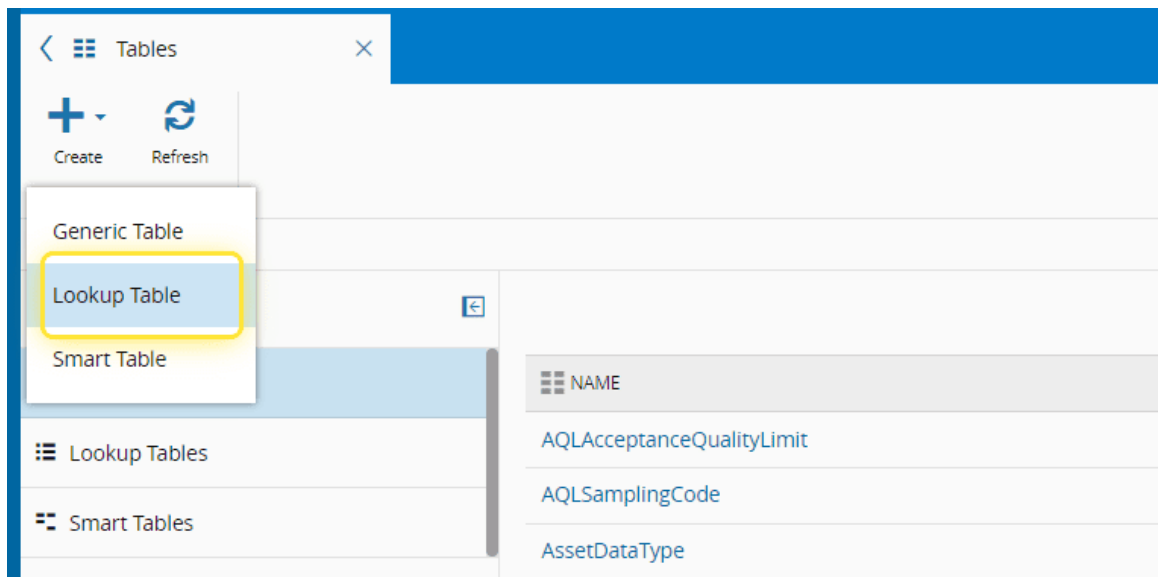 Tables
Create
Refresh
Generic Table
Lookup Table
Smart Table
Lookup Tables
Smart Tables
NAME
AQLAcceptanceQualityLimit
AQLSamplingCode
AssetDataType